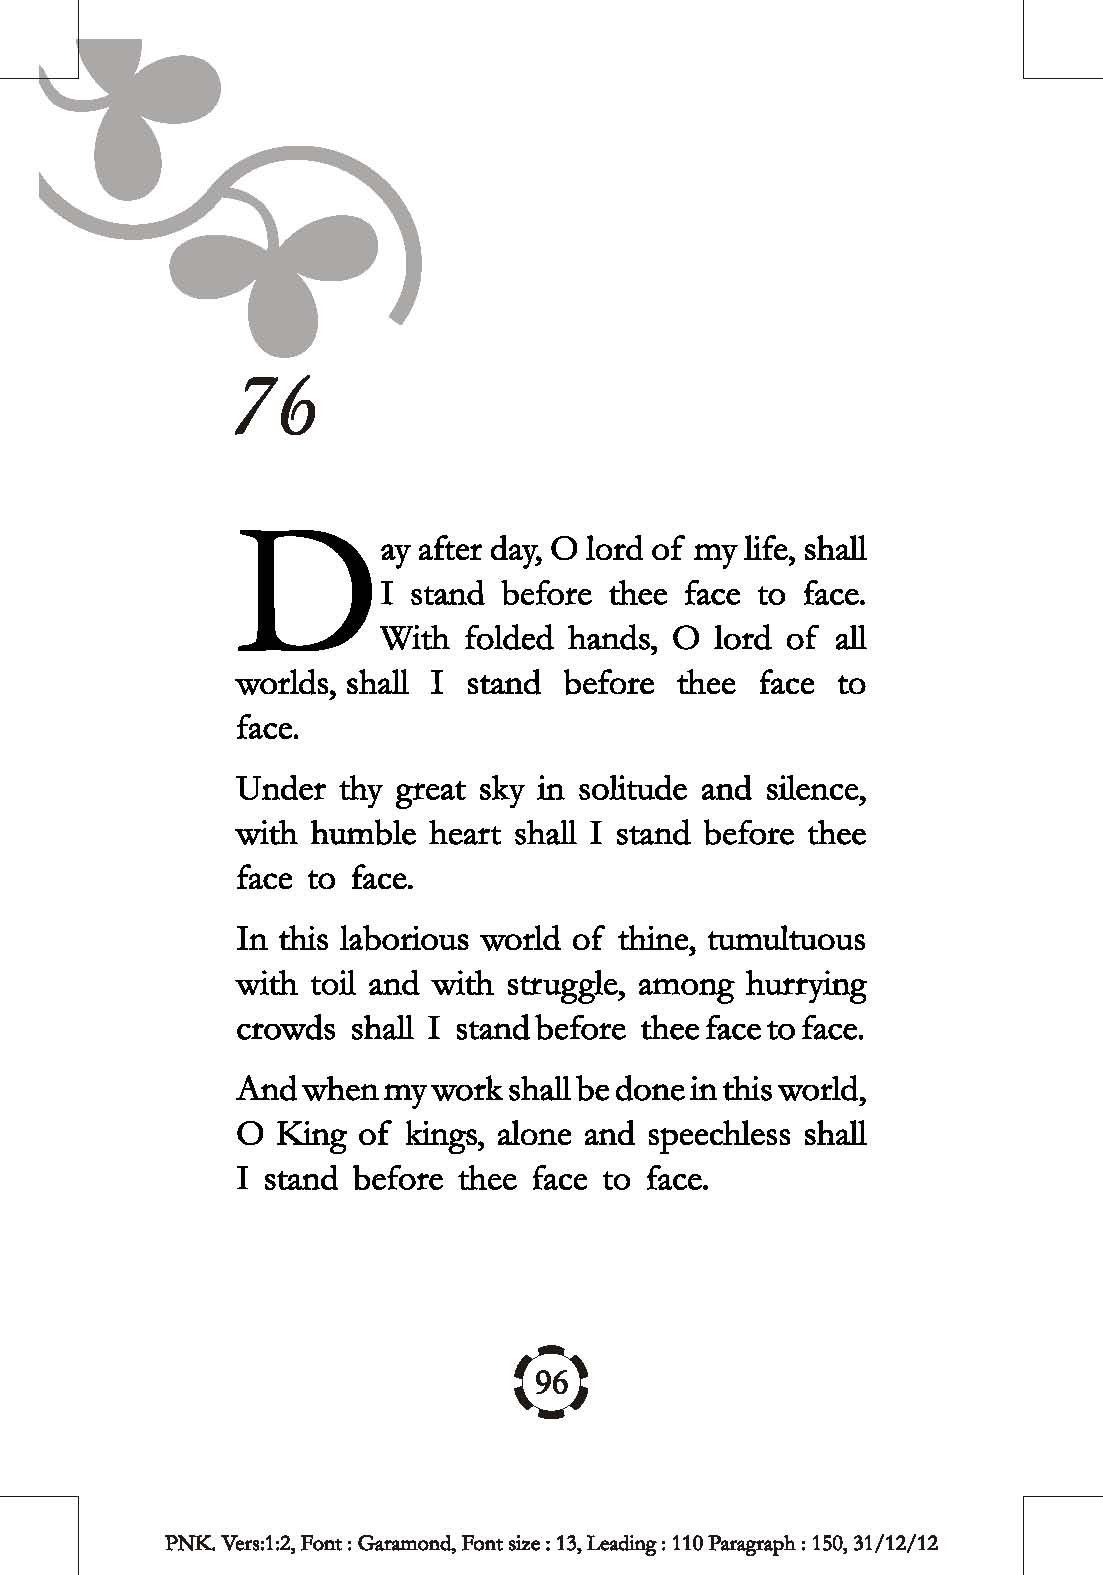 76
Day after day, O lord of my life, shall
I stand before thee face to face.
With folded hands, O lord of all
worlds, shall I stand before thee face to
face.
Under thy great sky in solitude and silence,
with humble heart shall I stand before thee
face to face.
In this laborious world of thine, tumultuous
with toil and with struggle, among hurrying
crowds shall I stand before thee face to face.
And when my work shall be done in this world,
O King of kings, alone and speechless shall
I stand before thee face to face.
96
PNK. Vers:1:2, Font : Garamond, Font size : 13, Leading : 110 Paragraph : 150, 31/12/12